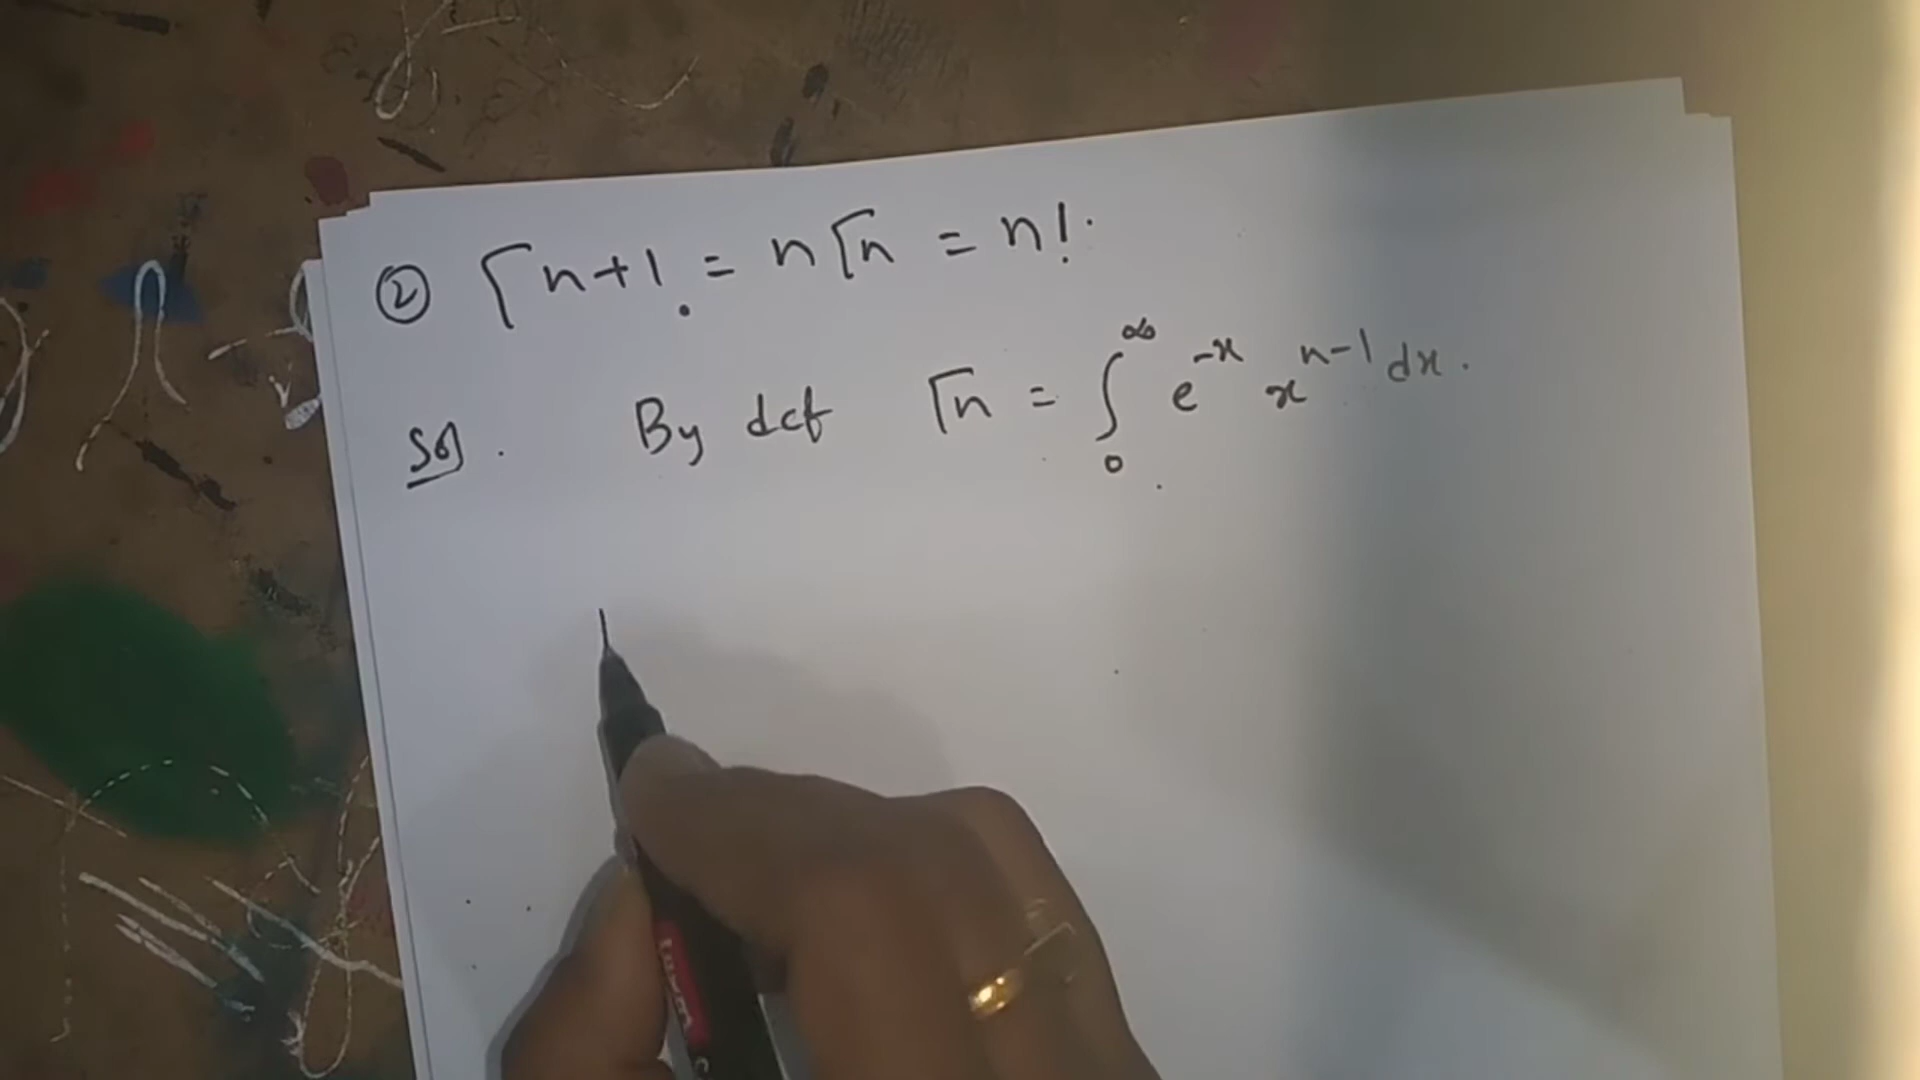 ② Γn+1 = nΓn = n!.
Sol. By def Γn = ∫₀^∞ e^-x x^n-1 dx.